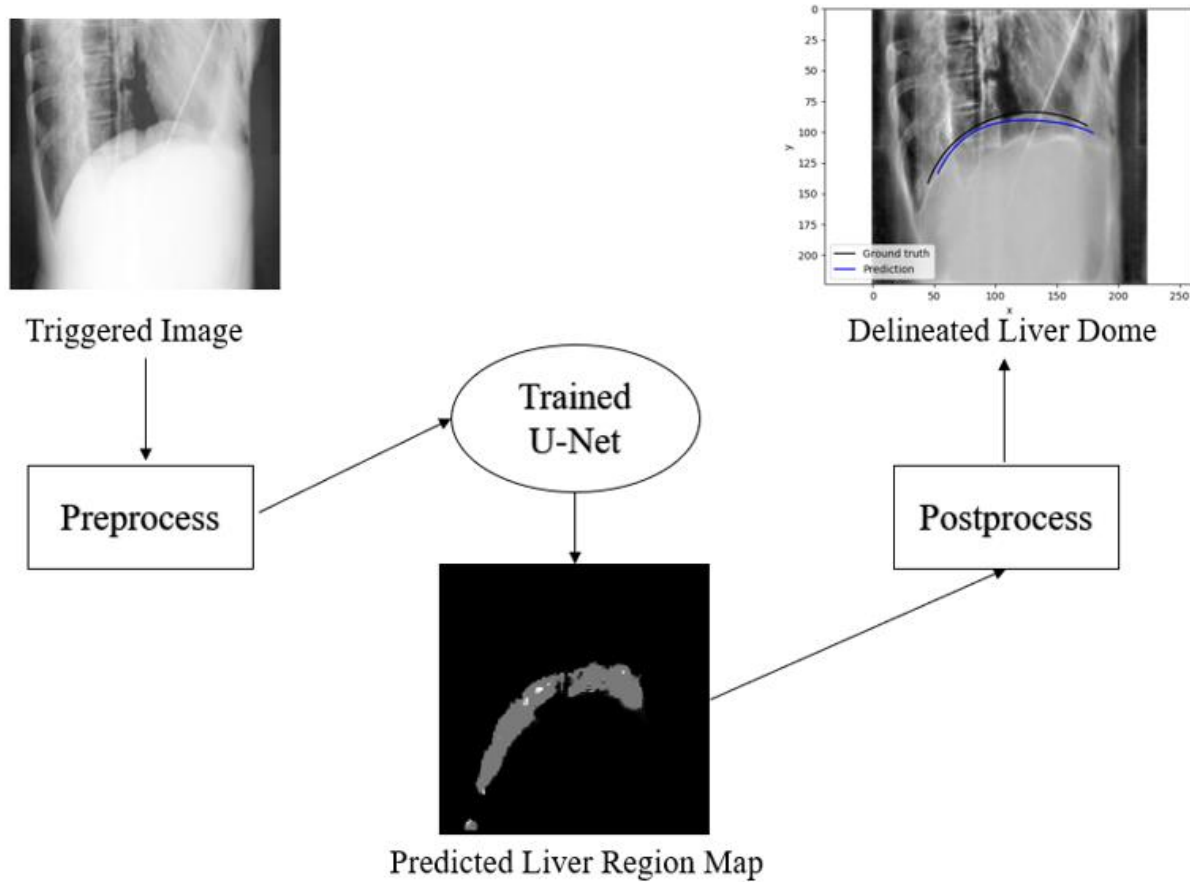 Triggered Image
Preprocess
Trained
U-Net
Predicted Liver Region Map
Postprocess
0
25
50
75
100
125
150
175
200
y
Ground truth
Prediction
0
50
100
150
200
250
x
Delineated Liver Dome